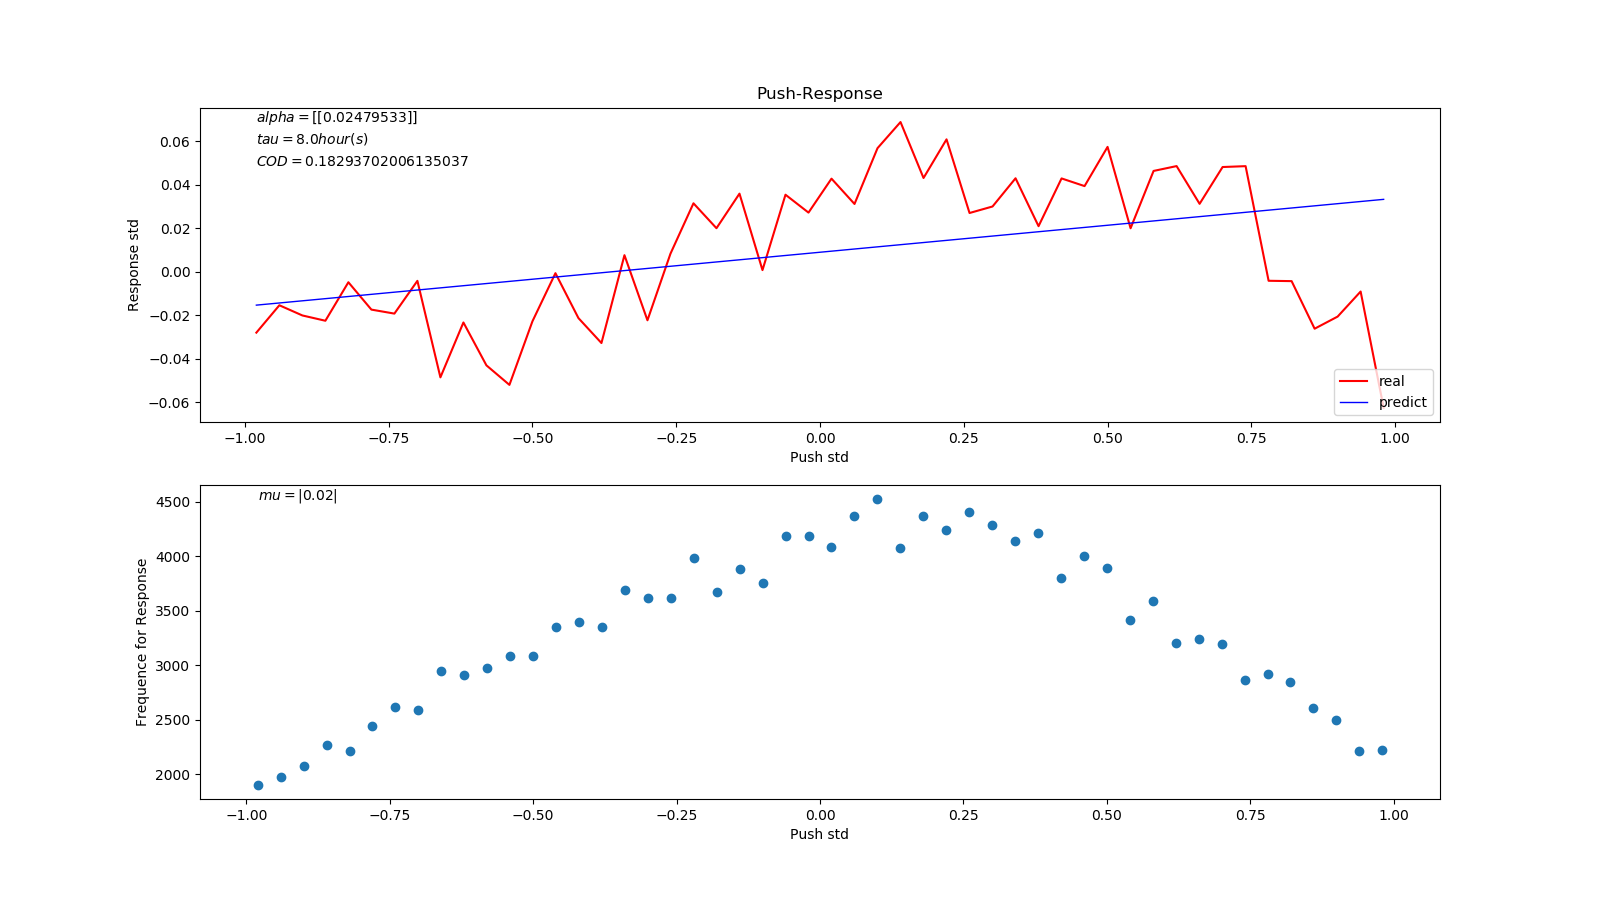 Push-Response
alpha = [[0.02479533]]
tau = 8.0hour(s)
COD = 0.18293702006135037
0.06
0.04
0.02
0.00
−0.02
−0.04
−0.06
Response std
real
predict
−1.00 −0.75 −0.50 −0.25 0.00 0.25 0.50 0.75 1.00
Push std
mu = |0.02|
4500
4000
3500
3000
2500
2000
Frequence for Response
−1.00 −0.75 −0.50 −0.25 0.00 0.25 0.50 0.75 1.00
Push std